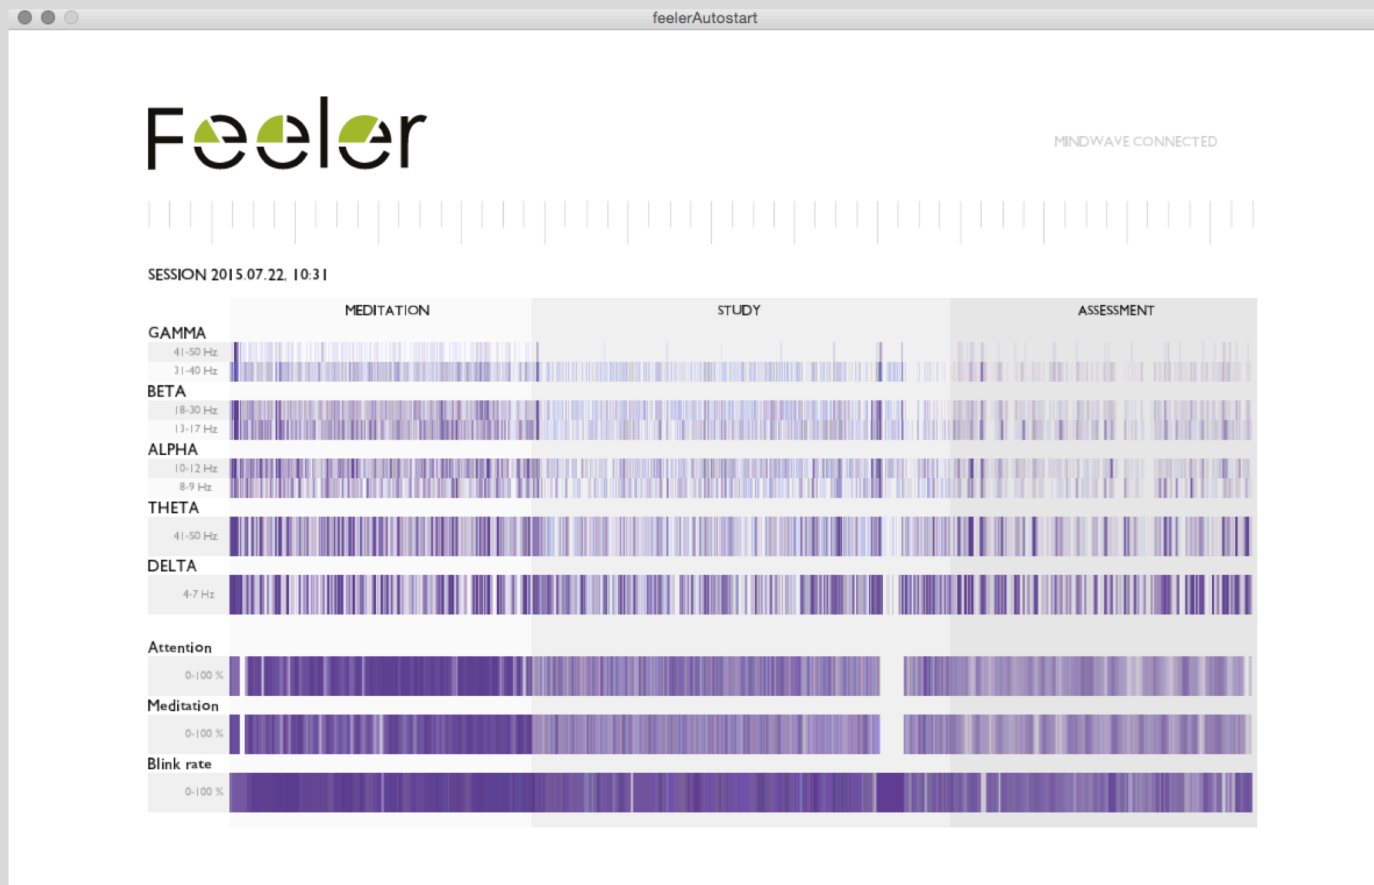 feelerAutostart
Feeler
MINDWAVE CONNECTED
SESSION 2015.07.22, 10:31
MEDITATION STUDY ASSESSMENT
GAMMA
41-50 Hz
31-40 Hz
BETA
18-30 Hz
13-17 Hz
ALPHA
10-12 Hz
8-9 Hz
THETA
41-50 Hz
DELTA
4-7 Hz
Attention
0-100 %
Meditation
0-100 %
Blink rate
0-100 %